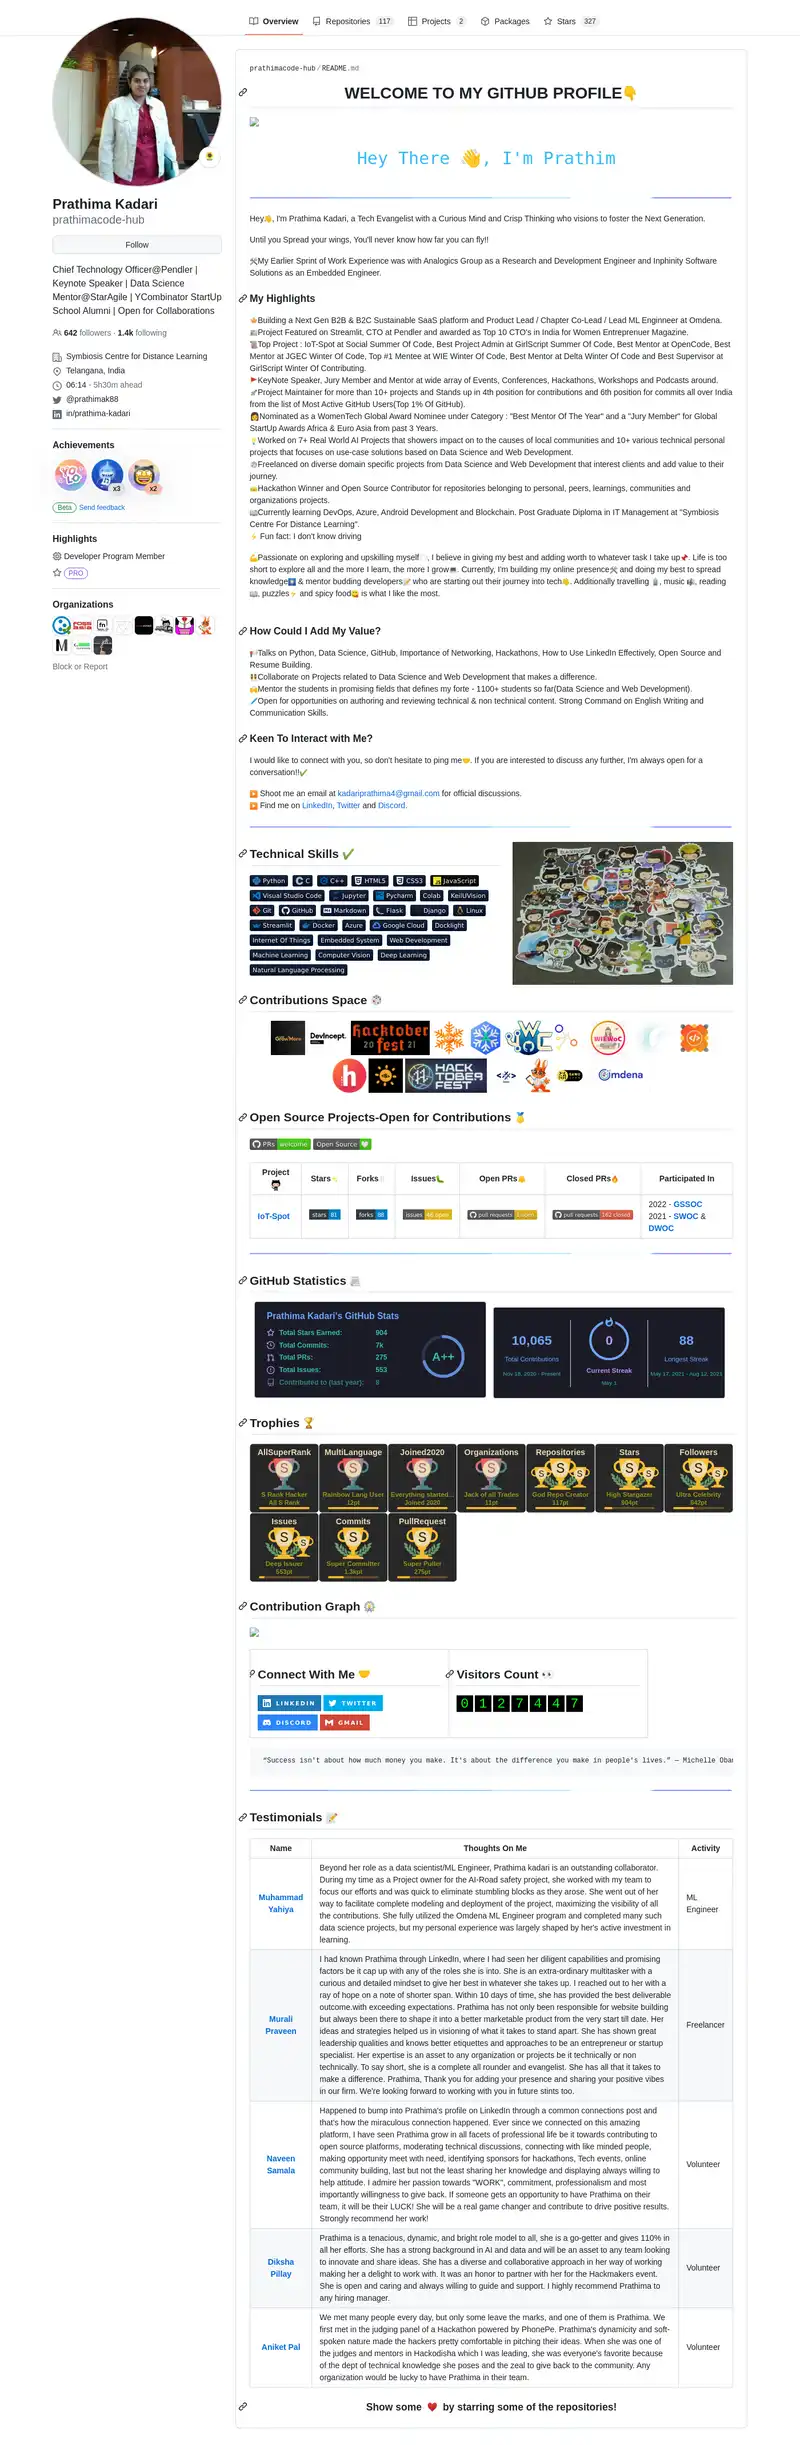 Overview
Repositories 117
Projects 2
Packages
Stars 327
Prathima Kadari
prathimacode-hub
Follow
Chief Technology Officer@Pendler |
Keynote Speaker | Data Science
Mentor@StarAgile | YCombinator StartUp
School Alumni | Open for Collaborations
642 followers · 1.4k following
Symbiosis Centre for Distance Learning
Telangana, India
06:14 - 5h30m ahead
@prathimak88
in/prathima-kadari
Achievements
x3
x2
Beta Send feedback
Highlights
Developer Program Member
PRO
Organizations
Block or Report
prathimacode-hub/README.md
WELCOME TO MY GITHUB PROFILE👇
Hey There 👋, I'm Prathim
Hey👋, I'm Prathima Kadari, a Tech Evangelist with a Curious Mind and Crisp Thinking who visions to foster the Next Generation.
Until you Spread your wings, You'll never know how far you can fly!!
🛠My Earlier Sprint of Work Experience was with Analogics Group as a Research and Development Engineer and Inphinity Software
Solutions as an Embedded Engineer.
My Highlights
Building a Next Gen B2B & B2C Sustainable SaaS platform and Product Lead / Chapter Co-Lead / Lead ML Enginneer at Omdena.
Project Featured on Streamlit, CTO at Pendler and awarded as Top 10 CTO's in India for Women Entreprenuer Magazine.
Top Project : IoT-Spot at Social Summer Of Code, Best Project Admin at GirlScript Summer Of Code, Best Mentor at OpenCode, Best
Mentor at JGEC Winter Of Code, Top #1 Mentee at WIE Winter Of Code, Best Mentor at Delta Winter Of Code and Best Supervisor at
GirlScript Winter Of Contributing.
KeyNote Speaker, Jury Member and Mentor at wide array of Events, Conferences, Hackathons, Workshops and Podcasts around.
Project Maintainer for more than 10+ projects and Stands up in 4th position for contributions and 6th position for commits all over India
from the list of Most Active GitHub Users(Top 1% Of GitHub).
Nominated as a WomenTech Global Award Nominee under Category : "Best Mentor Of The Year" and a "Jury Member" for Global
StartUp Awards Africa & Euro Asia from past 3 Years.
Worked on 7+ Real World AI Projects that showers impact on to the causes of local communities and 10+ various technical personal
projects that focuses on use-case solutions based on Data Science and Web Development.
Freelanced on diverse domain specific projects from Data Science and Web Development that interest clients and add value to their
journey.
Hackathon Winner and Open Source Contributor for repositories belonging to personal, peers, learnings, communities and
organizations projects.
Currently learning DevOps, Azure, Android Development and Blockchain. Post Graduate Diploma in IT Management at "Symbiosis
Centre For Distance Learning".
⚡ Fun fact: I don't know driving
💪Passionate on exploring and upskilling myself, I believe in giving my best and adding worth to whatever task I take up📌. Life is too
short to explore all and the more I learn, the more I grow💻. Currently, I'm building my online presence🛠 and doing my best to spread
knowledge & mentor budding developers📝 who are starting out their journey into tech. Additionally travelling, music, reading
📖, puzzles and spicy food😋 is what I like the most.
How Could I Add My Value?
Talks on Python, Data Science, GitHub, Importance of Networking, Hackathons, How to Use LinkedIn Effectively, Open Source and
Resume Building.
Collaborate on Projects related to Data Science and Web Development that makes a difference.
Mentor the students in promising fields that defines my forte - 1100+ students so far(Data Science and Web Development).
Open for opportunities on authoring and reviewing technical & non technical content. Strong Command on English Writing and
Communication Skills.
Keen To Interact with Me?
I would like to connect with you, so don't hesitate to ping me🤝. If you are interested to discuss any further, I'm always open for a
conversation!!✔
▶ Shoot me an email at kadariprathima4@gmail.com for official discussions.
▶ Find me on LinkedIn, Twitter and Discord.
Technical Skills ✔
Python C C++ HTML5 CSS3 JavaScript
Visual Studio Code Jupyter Pycharm Colab KeilUVision
Git GitHub Markdown Flask Django Linux
Streamlit Docker Azure Google Cloud Docklight
Internet Of Things Embedded System Web Development
Machine Learning Computer Vision Deep Learning
Natural Language Processing
Contributions Space
GrowMore DevIncept. Hacktober fest 20 21
HACK TOBER FEST Omdena
Open Source Projects-Open for Contributions 🏅
PRs welcome Open Source
Project Stars Forks Issues Open PRs Closed PRs Participated In
IoT-Spot stars 81 forks 88 pull requests pull requests 142 closed
2022 - GSSOC
2021 - SWOC &
DWOC
GitHub Statistics
Prathima Kadari's GitHub Stats
Total Stars Earned: 904
Total Commits: 7k
Total PRs: 275
Total Issues: 553
Contributed to (last year): 8
A++
10,065
Total Contributions
Nov 18, 2020 - Present
0
Current Streak
May 1
88
Longest Streak
May 17, 2021 - Aug 12, 2021
Trophies 🏆
AllSuperRank MultiLanguage Joined2020 Organizations Repositories Stars Followers
S Rank Hacker Rainbow Lang User Everything started... Jack of all Trades God Repo Creator High Stargazer Ultra Celebrity
All S Rank 12pt Joined 2020 11pt 117pt 904pt 642pt
Issues Commits PullRequest
Deep Issuer Super Committer Super Puller
553pt 1.3kpt 275pt
Contribution Graph
Connect With Me 🤝
LINKEDIN TWITTER
DISCORD GMAIL
Visitors Count 👀
0127447
“Success isn't about how much money you make. It's about the difference you make in people's lives.” — Michelle Obam
Testimonials 📝
Name Thoughts On Me Activity
Muhammad
Yahiya
Beyond her role as a data scientist/ML Engineer, Prathima kadari is an outstanding collaborator.
During my time as a Project owner for the AI-Road safety project, she worked with my team to
focus our efforts and was quick to eliminate stumbling blocks as they arose. She went out of her
way to facilitate complete modeling and deployment of the project, maximizing the visibility of all
the contributions. She fully utilized the Omdena ML Engineer program and completed many such
data science projects, but my personal experience was largely shaped by her's active investment in
learning.
ML
Engineer
Murali
Praveen
I had known Prathima through LinkedIn, where I had seen her diligent capabilities and promising
factors be it cap up with any of the roles she is into. She is an extra-ordinary multitasker with a
curious and detailed mindset to give her best in whatever she takes up. I reached out to her with a
ray of hope on a note of shorter span. Within 10 days of time, she has provided the best deliverable
outcome.with exceeding expectations. Prathima has not only been responsible for website building
but always been there to shape it into a better marketable product from the very start till date. Her
ideas and strategies helped us in visioning of what it takes to stand apart. She has shown great
leadership qualities and knows better etiquettes and approaches to be an entrepreneur or startup
specialist. Her expertise is an asset to any organization or projects be it technically or non
technically. To say short, she is a complete all rounder and evangelist. She has all that it takes to
make a difference. Prathima, Thank you for adding your presence and sharing your positive vibes
in our firm. We're looking forward to working with you in future stints too.
Freelancer
Naveen
Samala
Happened to bump into Prathima's profile on LinkedIn through a common connections post and
that's how the miraculous connection happened. Ever since we connected on this amazing
platform, I have seen Prathima grow in all facets of professional life be it towards contributing to
open source platforms, moderating technical discussions, connecting with like minded people,
making opportunity meet with need, identifying sponsors for hackathons, Tech events, online
community building, last but not the least sharing her knowledge and displaying always willing to
help attitude. I admire her passion towards "WORK", commitment, professionalism and most
importantly willingness to give back. If someone gets an opportunity to have Prathima on their
team, it will be their LUCK! She will be a real game changer and contribute to drive positive results.
Strongly recommend her work!
Volunteer
Diksha
Pillay
Prathima is a tenacious, dynamic, and bright role model to all, she is a go-getter and gives 110% in
all her efforts. She has a strong background in AI and data and will be an asset to any team looking
to innovate and share ideas. She has a diverse and collaborative approach in her way of working
making her a delight to work with. It was an honor to partner with her for the Hackmakers event.
She is open and caring and always willing to guide and support. I highly recommend Prathima to
any hiring manager.
Volunteer
Aniket Pal
We met many people every day, but only some leave the marks, and one of them is Prathima. We
first met in the judging panel of a Hackathon powered by PhonePe. Prathima's dynamicity and soft-
spoken nature made the hackers pretty comfortable in pitching their ideas. When she was one of
the judges and mentors in Hackodisha which I was leading, she was everyone's favorite because
of the dept of technical knowledge she poses and the zeal to give back to the community. Any
organization would be lucky to have Prathima in their team.
Volunteer
Show some ❤ by starring some of the repositories!